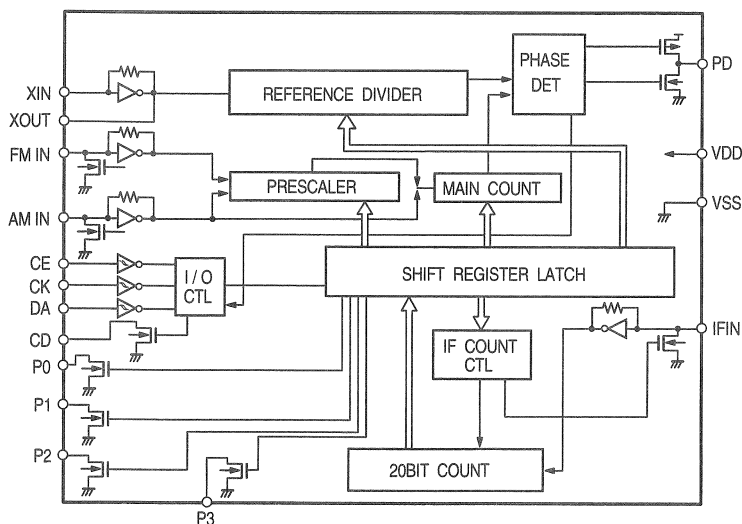 PHASE
DET
PD
XIN
REFERENCE DIVIDER
XOUT
FM IN
VDD
PRESCALER
MAIN COUNT
VSS
AM IN
CE
CK
DA
I/O
CTL
SHIFT REGISTER LATCH
IFIN
CD
IF COUNT
CTL
P0
P1
P2
20BIT COUNT
P3